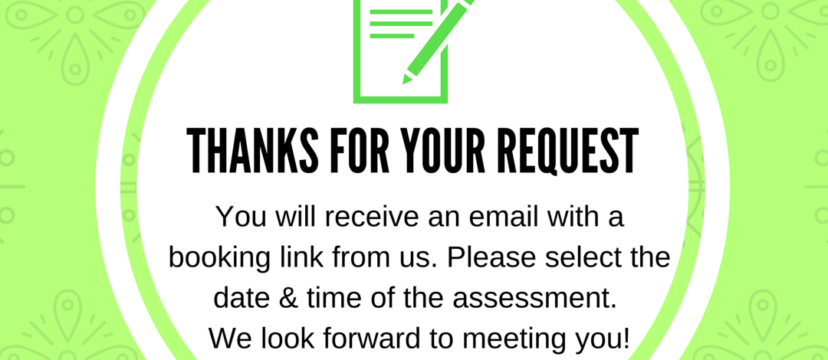 THANKS FOR YOUR REQUEST
You will receive an email with a
booking link from us. Please select the
date & time of the assessment.
We look forward to meeting you!